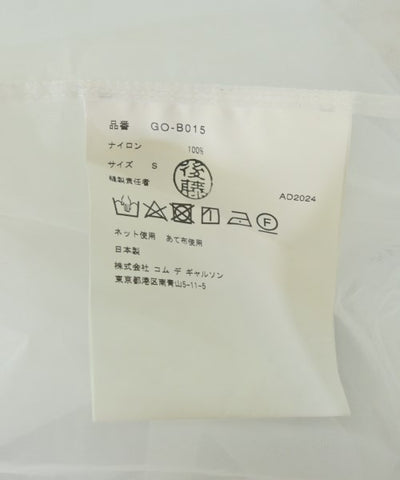 品番 GO-B015
ナイロン 100%
サイズ S
縫製責任者 後藤
AD2024
F
ネット使用 あて布使用
日本製
株式会社 コム デ ギャルソン
東京都港区南青山5-11-5